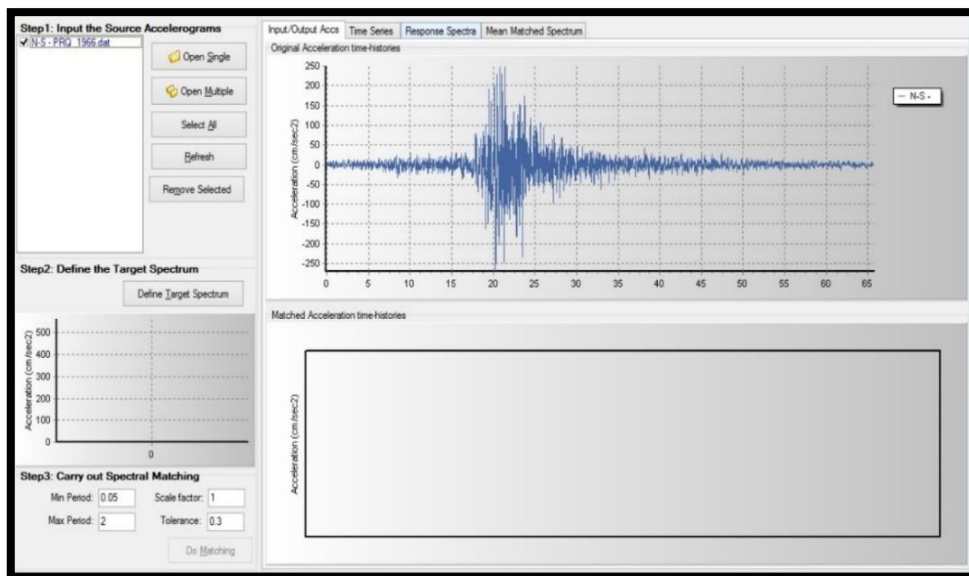 Step1: Input the Source Accelerograms
N-S - PRQ_1966.dat
Open Single
Open Multiple
Select All
Refresh
Remove Selected
Step2: Define the Target Spectrum
Define Target Spectrum
Acceleration (cm/sec2)
500
400
300
200
100
0
0
Step3: Carry out Spectral Matching
Min Period: 0.05 Scale factor: 1
Max Period: 2 Tolerance: 0.3
Do Matching
Input/Output Accs Time Series Response Spectra Mean Matched Spectrum
Original Acceleration time-histories
Acceleration (cm/sec2)
250
200
150
100
50
0
-50
-100
-150
-200
-250
0 5 10 15 20 25 30 35 40 45 50 55 60 65
N-S -
Matched Acceleration time-histories
Acceleration (cm/sec2)